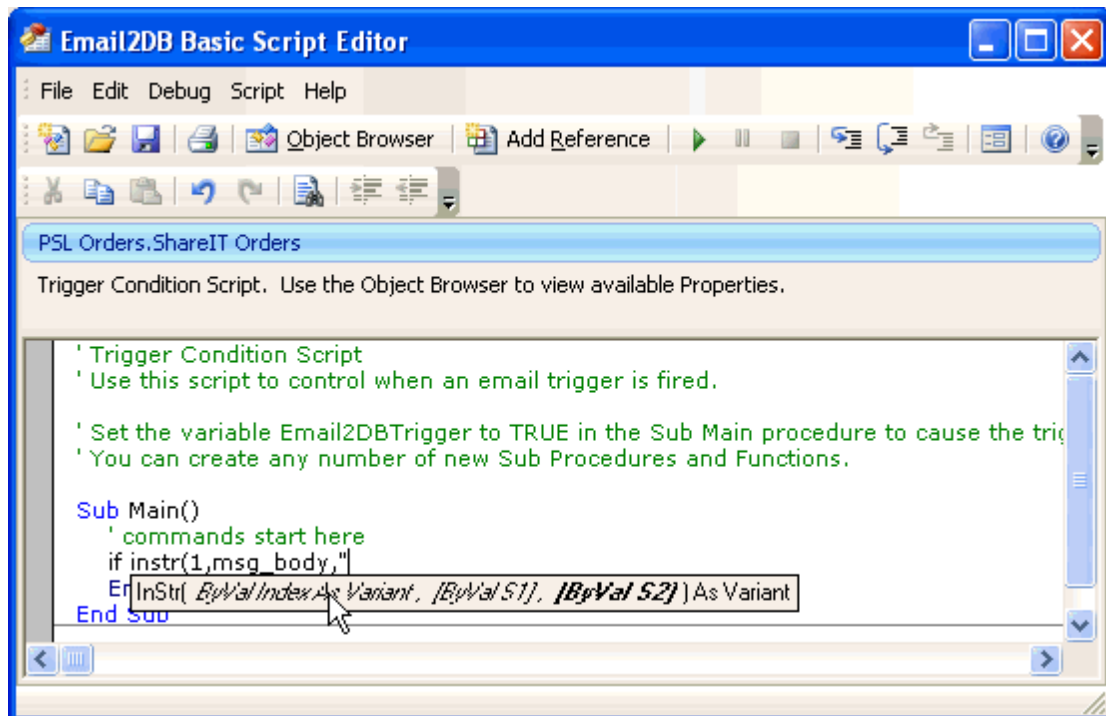 Email2DB Basic Script Editor
File Edit Debug Script Help
Object Browser Add Reference
PSL Orders.ShareIT Orders
Trigger Condition Script. Use the Object Browser to view available Properties.
' Trigger Condition Script
' Use this script to control when an email trigger is fired.
' Set the variable Email2DBTrigger to TRUE in the Sub Main procedure to cause the trig
' You can create any number of new Sub Procedures and Functions.
Sub Main()
' commands start here
if instr(1,msg_body,"
InStr( ByVal Index As Variant, [ByVal S1], [ByVal S2] ) As Variant
End Sub